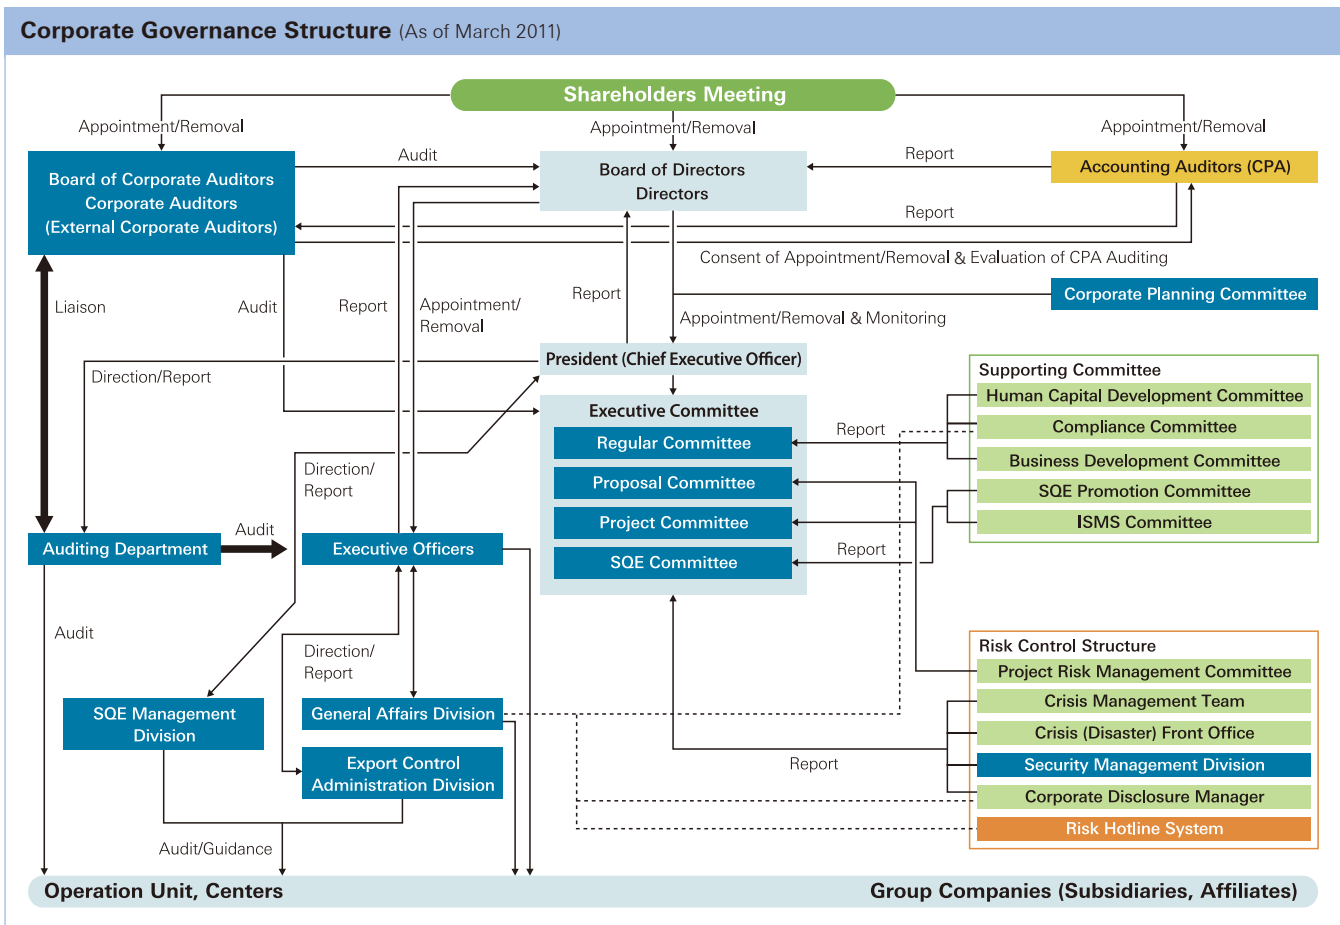 Corporate Governance Structure (As of March 2011)
Shareholders Meeting
Appointment/Removal
Appointment/Removal
Appointment/Removal
Board of Corporate Auditors
Corporate Auditors
(External Corporate Auditors)
Audit
Board of Directors
Directors
Report
Accounting Auditors (CPA)
Report
Consent of Appointment/Removal & Evaluation of CPA Auditing
Liaison
Audit
Report
Appointment/
Removal
Report
Appointment/Removal & Monitoring
Corporate Planning Committee
Direction/Report
President (Chief Executive Officer)
Executive Committee
Regular Committee
Proposal Committee
Project Committee
SQE Committee
Report
Report
Supporting Committee
Human Capital Development Committee
Compliance Committee
Business Development Committee
SQE Promotion Committee
ISMS Committee
Direction/
Report
Auditing Department
Audit
Executive Officers
Audit
Direction/
Report
SQE Management
Division
General Affairs Division
Export Control
Administration Division
Report
Risk Control Structure
Project Risk Management Committee
Crisis Management Team
Crisis (Disaster) Front Office
Security Management Division
Corporate Disclosure Manager
Risk Hotline System
Audit/Guidance
Operation Unit, Centers
Group Companies (Subsidiaries, Affiliates)